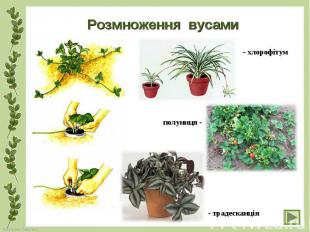 Розмноження вусами
- хлорофітум
полуниця -
- традесканція